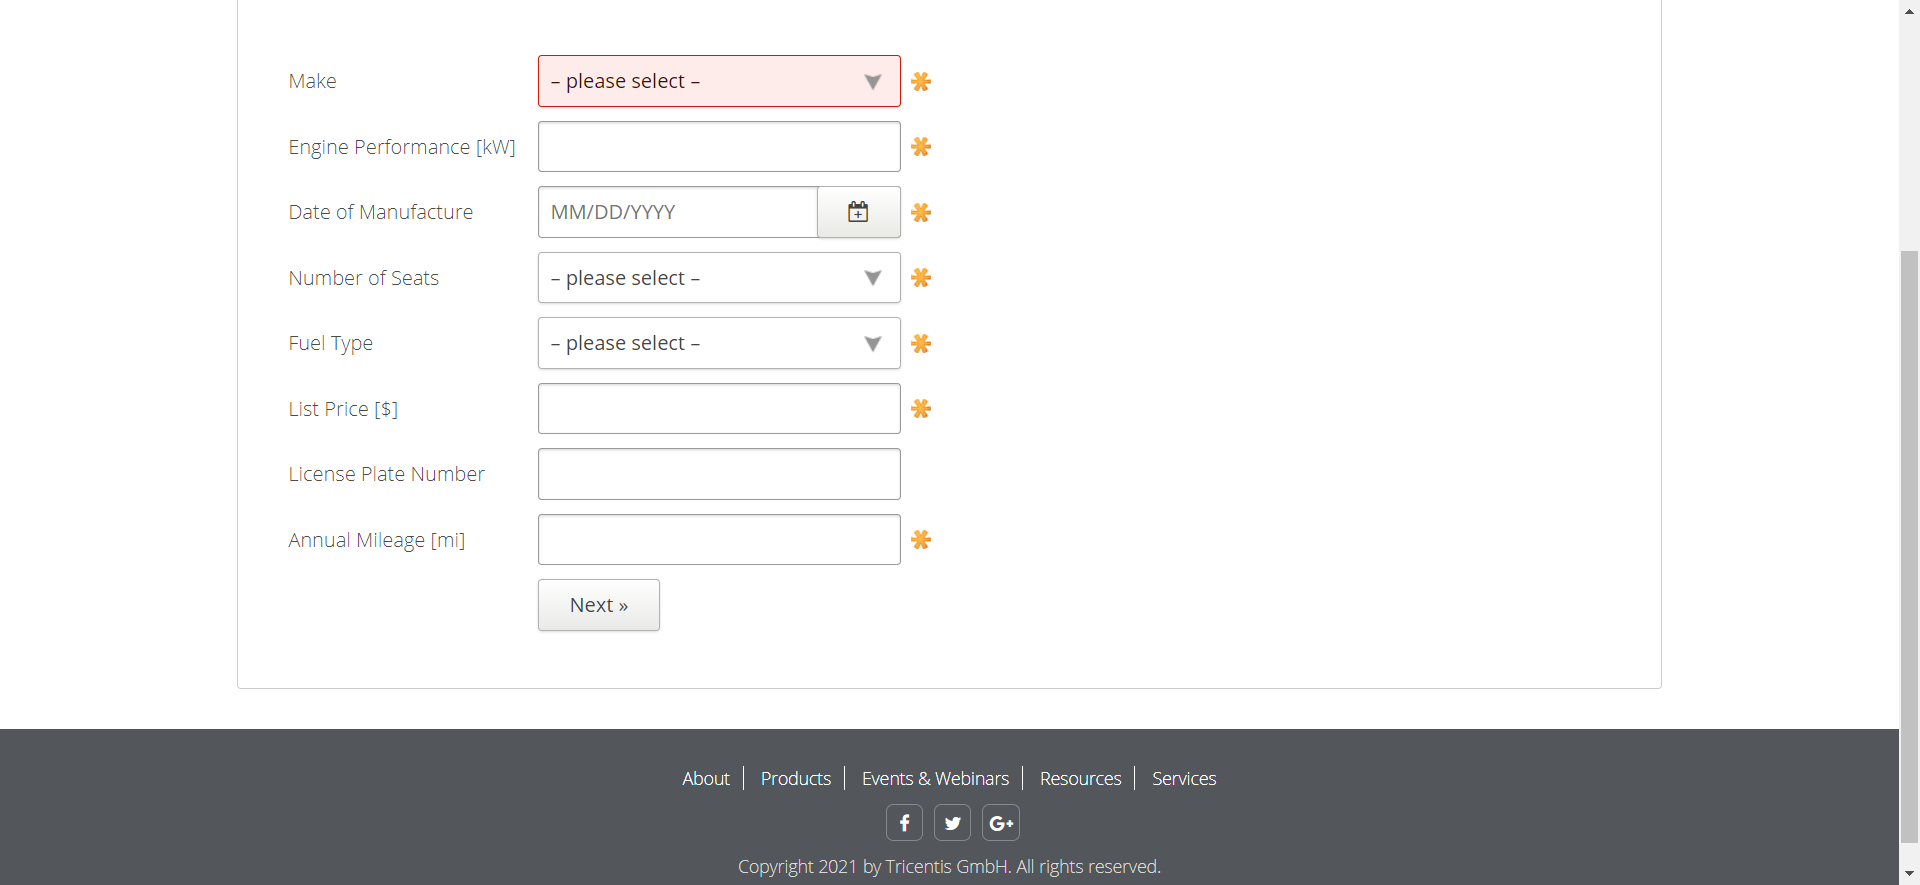 Make – please select –
Engine Performance [kW]
Date of Manufacture MM/DD/YYYY
Number of Seats – please select –
Fuel Type – please select –
List Price [$]
License Plate Number
Annual Mileage [mi]
Next »
About Products Events & Webinars Resources Services
f G+
Copyright 2021 by Tricentis GmbH. All rights reserved.